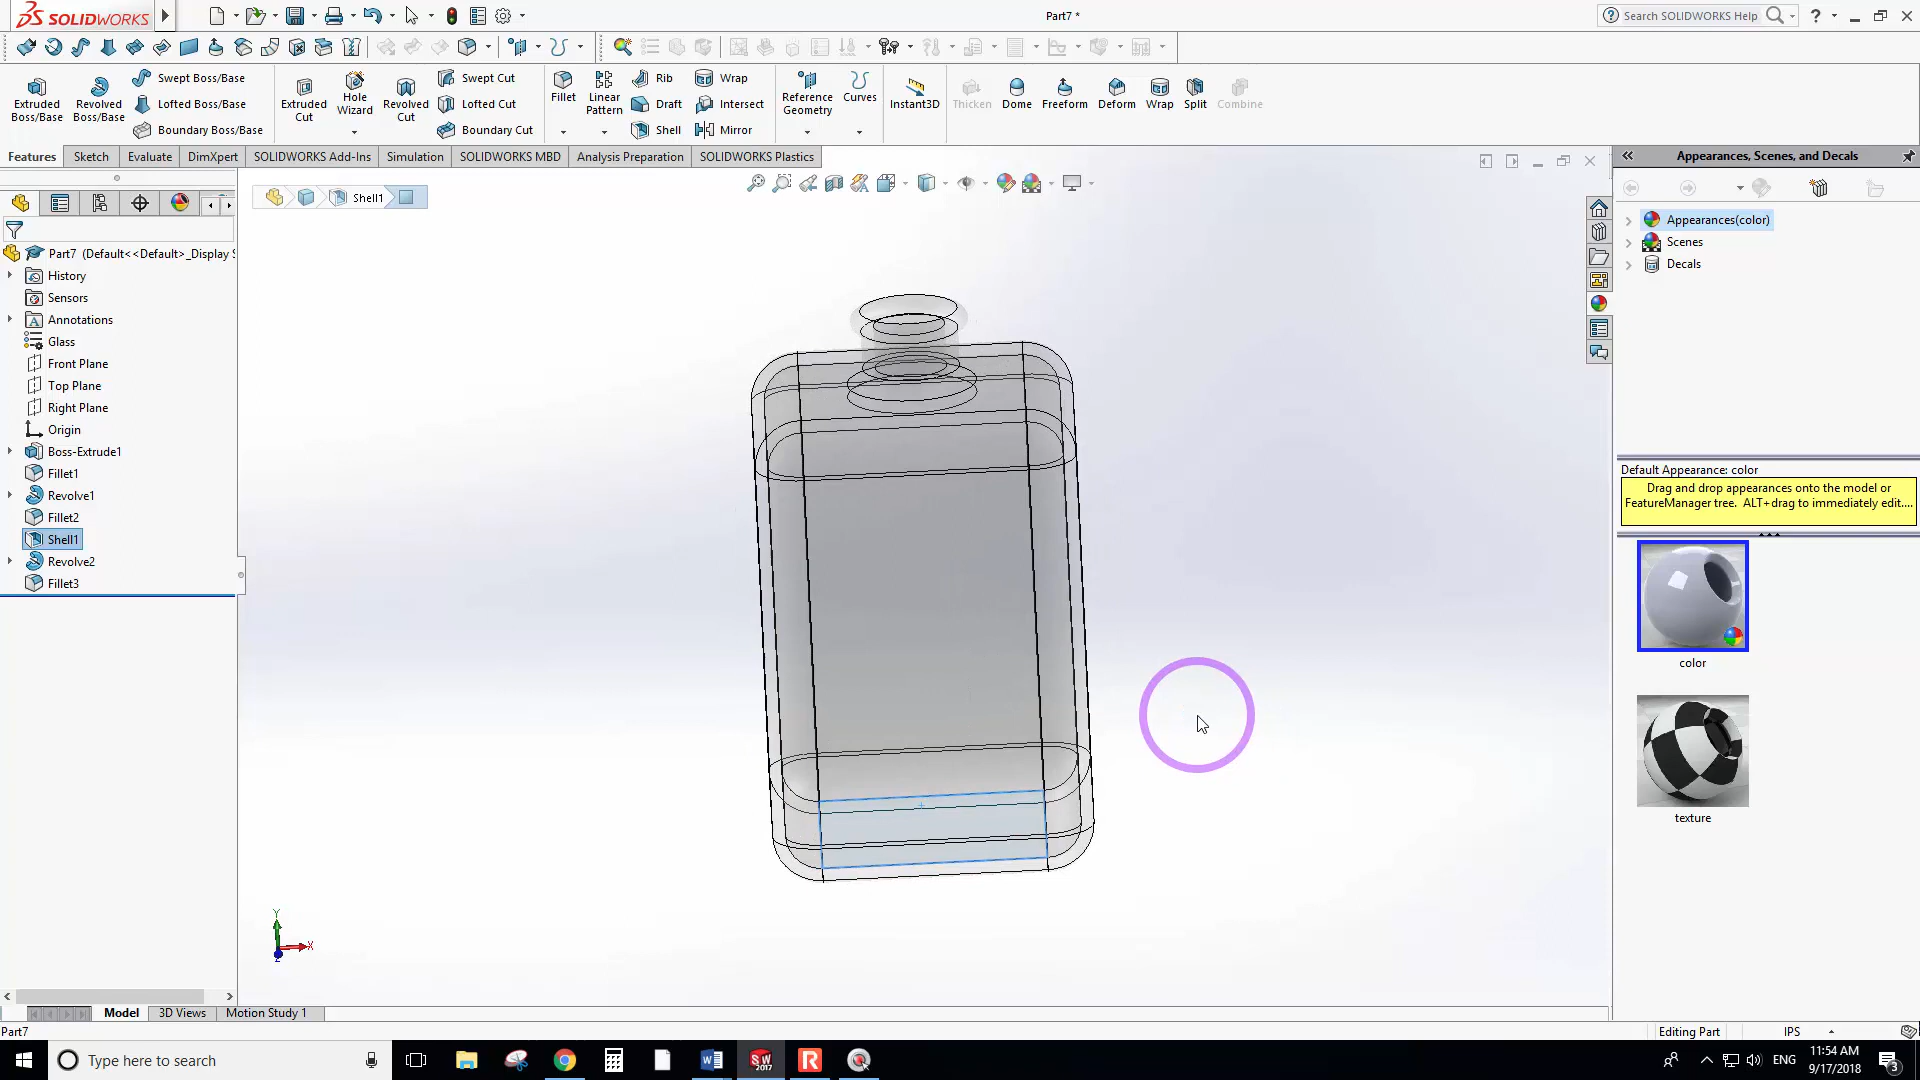 SOLIDWORKS
Part7 *
Search SOLIDWORKS Help
?
Extruded Boss/Base
Revolved Boss/Base
Swept Boss/Base
Lofted Boss/Base
Boundary Boss/Base
Extruded Cut
Hole Wizard
Revolved Cut
Swept Cut
Lofted Cut
Boundary Cut
Fillet
Linear Pattern
Rib
Draft
Shell
Wrap
Intersect
Mirror
Reference Geometry
Curves
Instant3D
Thicken
Dome
Freeform
Deform
Wrap
Split
Combine
Features
Sketch
Evaluate
DimXpert
SOLIDWORKS Add-Ins
Simulation
SOLIDWORKS MBD
Analysis Preparation
SOLIDWORKS Plastics
Shell1
Part7 (Default<<Default>_Display S
History
Sensors
Annotations
Glass
Front Plane
Top Plane
Right Plane
Origin
Boss-Extrude1
Fillet1
Revolve1
Fillet2
Shell1
Revolve2
Fillet3
Y
X
Z
Appearances, Scenes, and Decals
Appearances(color)
Scenes
Decals
Default Appearance: color
Drag and drop appearances onto the model or
FeatureManager tree. ALT+drag to immediately edit....
color
texture
Model
3D Views
Motion Study 1
Part7
Editing Part
IPS
Type here to search
SW
2017
ENG
11:54 AM
9/17/2018
3